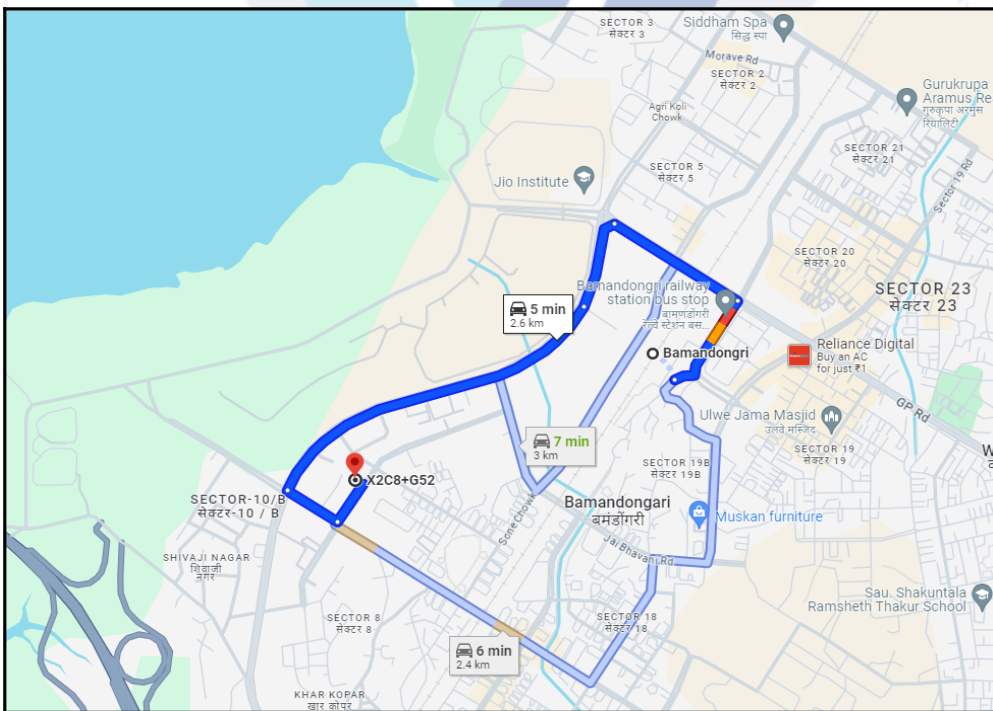 SECTOR 3
सेक्टर 3
Siddham Spa
सिद्ध स्पा
Morave Rd
SECTOR 2
सेक्टर 2
Gurukrupa
Aramus Re
गुरुकृपा अरमुस
रियालिटी
Agri Koli
Chowk
SECTOR 21
सेक्टर 21
SECTOR 5
सेक्टर 5
Sector 19 Rd
Jio Institute
SECTOR 20
सेक्टर 20
SECTOR 23
सेक्टर 23
Bamandongri railway
station bus stop
बामणडोंगरी
रेल्वे स्टेशन बस...
5 min
2.6 km
Bamandongri
Reliance Digital
Buy an AC
for just ₹1
GP Rd
Ulwe Jama Masjid
उलवे मस्जिद
7 min
3 km
SECTOR 19
सेक्टर 19
SECTOR 19B
सेक्टर 19B
X2C8+G52
SECTOR-10/B
सेक्टर-10 / B
Sone Chowk
Bamandongari
बमंडोंगरी
Muskan furniture
Jai Bhavani Rd
SHIVAJI NAGAR
शिवाजी
नगर
Sau. Shakuntala
Ramsheth Thakur School
SECTOR 8
सेक्टर 8
SECTOR 18
सेक्टर 18
6 min
2.4 km
KHAR KOPAR
खार कोपर